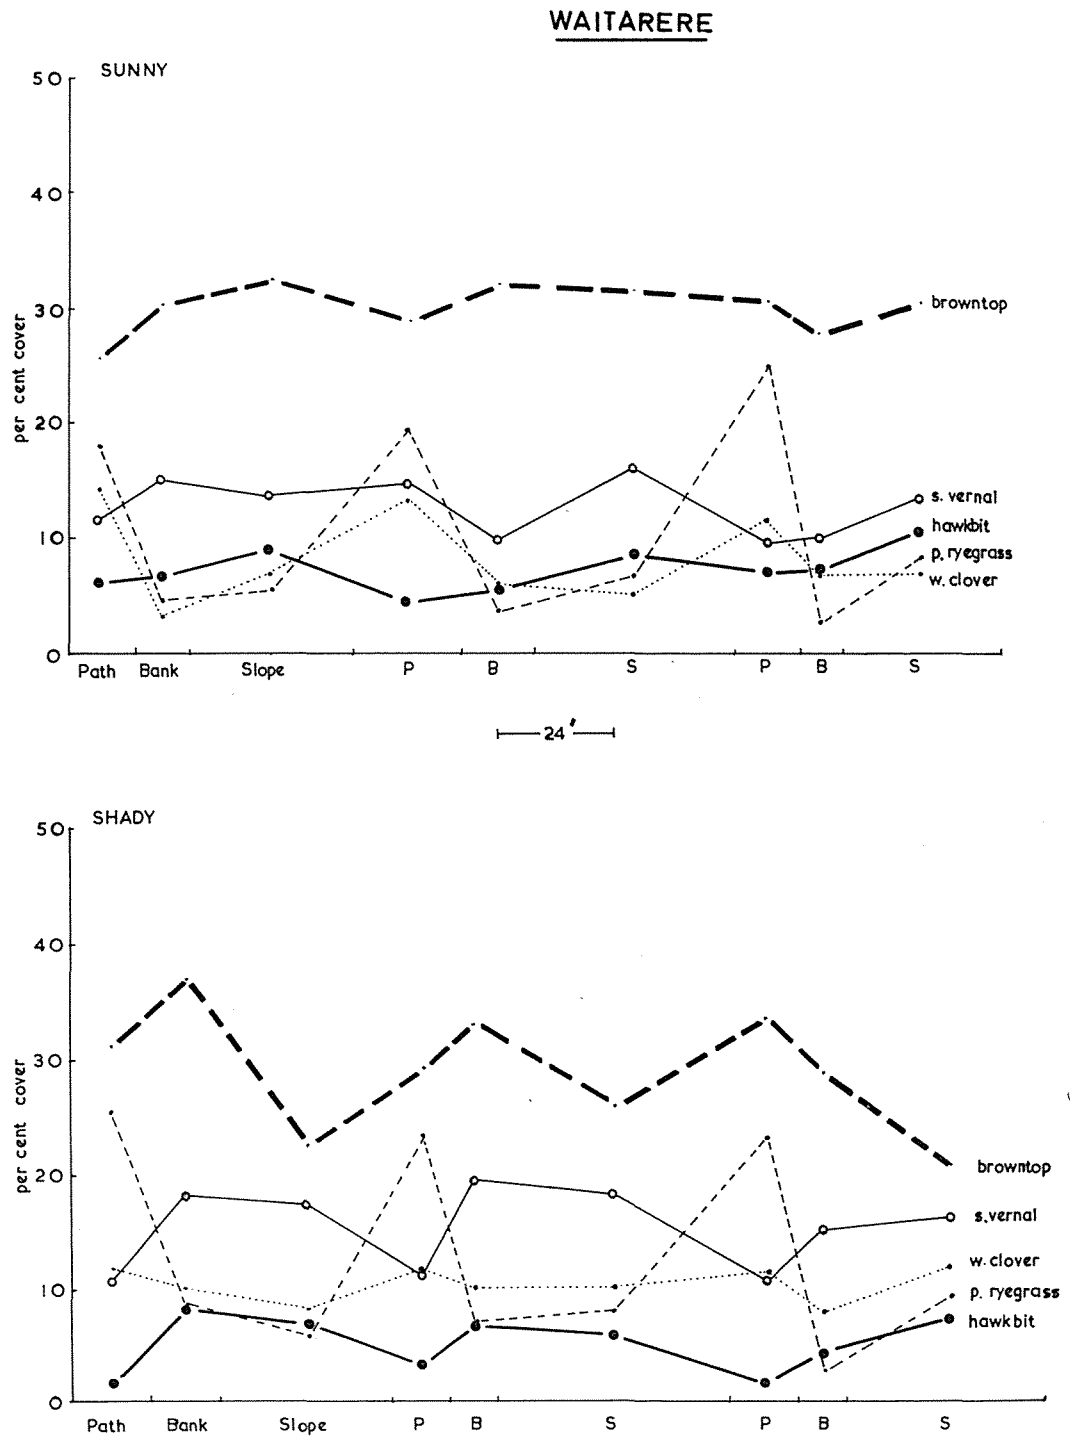 WAITARERE
SUNNY
50
40
30
20
10
0
per cent cover
browntop
s. vernal
hawkbit
p. ryegrass
w. clover
Path Bank Slope P B S P B S
24'
SHADY
50
40
30
20
10
0
per cent cover
browntop
s. vernal
w. clover
p. ryegrass
hawkbit
Path Bank Slope P B S P B S